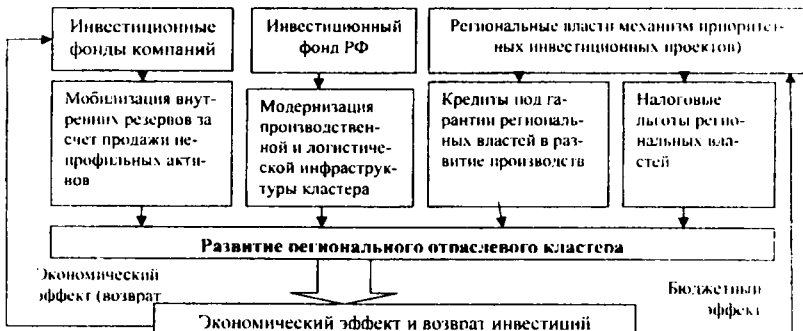 Инвестиционные
фонды компаний
Инвестиционный
фонд РФ
Региональные власти механизм приоритет-
ных инвестиционных проектов)
Мобилизация внут-
ренних резервов за
счет продажи не-
профильных акти-
вов
Модернизация
производствен-
ной и логистиче-
ской инфраструк-
туры кластера
Кредиты под га-
рантии региональ-
ных властей в раз-
витие производств
Налоговые
льготы регио-
нальных вла-
стей
Развитие регионального отраслевого кластера
Экономический
эффект (возврат
Бюджетный
эффект
Экономический эффект и возврат инвестиций